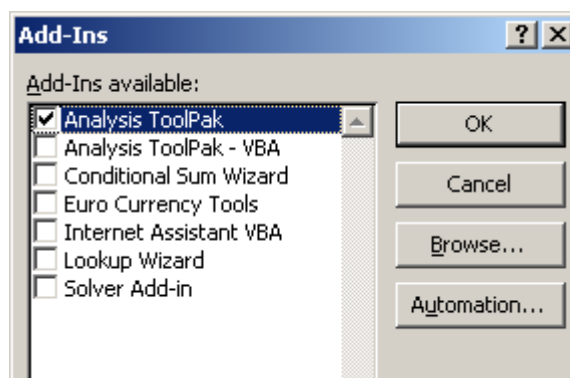 Add-Ins
Add-Ins available:
Analysis ToolPak
Analysis ToolPak - VBA
Conditional Sum Wizard
Euro Currency Tools
Internet Assistant VBA
Lookup Wizard
Solver Add-in
OK
Cancel
Browse...
Automation...